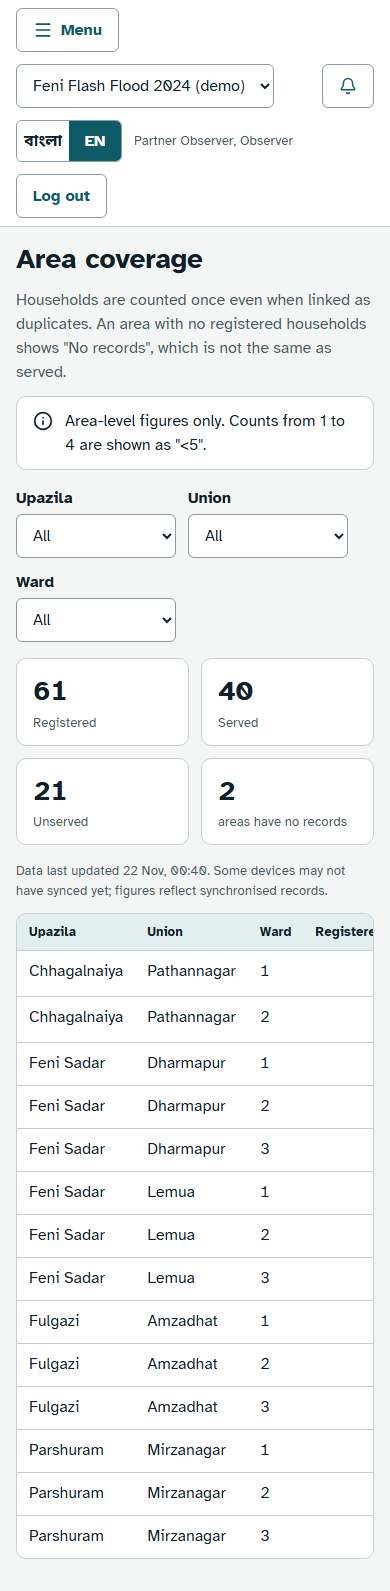 Menu
Feni Flash Flood 2024 (demo)
বাংলা EN Partner Observer, Observer
Log out
Area coverage
Households are counted once even when linked as
duplicates. An area with no registered households
shows "No records", which is not the same as
served.
Area-level figures only. Counts from 1 to
4 are shown as "<5".
Upazila Union
All All
Ward
All
61 40
Registered Served
21 2
Unserved areas have no records
Data last updated 22 Nov, 00:40. Some devices may not
have synced yet; figures reflect synchronised records.
Upazila Union Ward Registere
Chhagalnaiya Pathannagar 1
Chhagalnaiya Pathannagar 2
Feni Sadar Dharmapur 1
Feni Sadar Dharmapur 2
Feni Sadar Dharmapur 3
Feni Sadar Lemua 1
Feni Sadar Lemua 2
Feni Sadar Lemua 3
Fulgazi Amzadhat 1
Fulgazi Amzadhat 2
Fulgazi Amzadhat 3
Parshuram Mirzanagar 1
Parshuram Mirzanagar 2
Parshuram Mirzanagar 3